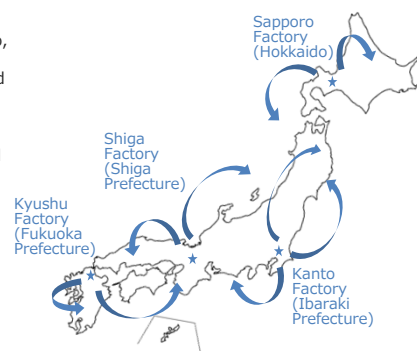 Sapporo
Factory
(Hokkaido)
Shiga
Factory
(Shiga
Prefecture)
Kyushu
Factory
(Fukuoka
Prefecture)
Kanto
Factory
(Ibaraki
Prefecture)